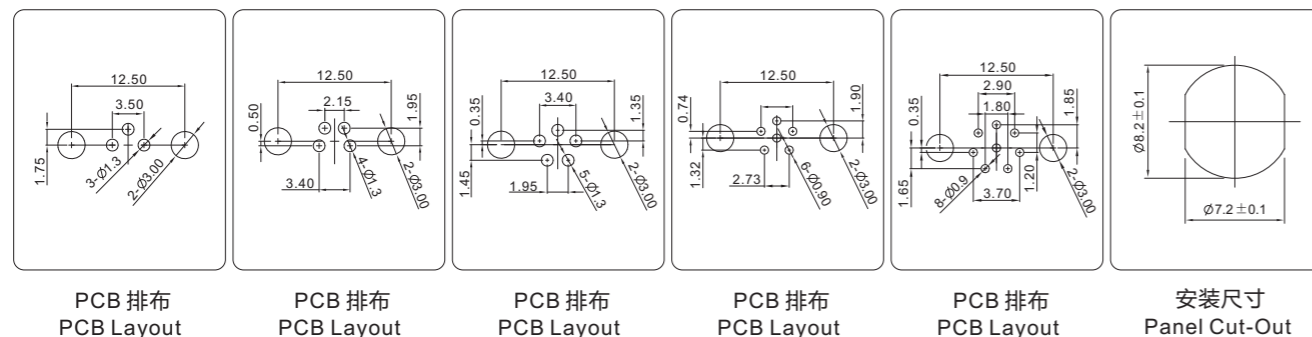 12.50
3.50
1.75
3-Ø1.3
2-Ø3.00
PCB 排布
PCB Layout
12.50
2.15
1.95
0.50
3.40
4-Ø1.3
2-Ø3.00
PCB 排布
PCB Layout
12.50
3.40
1.35
0.35
1.45
1.95
5-Ø1.3
2-Ø3.00
PCB 排布
PCB Layout
12.50
1.90
0.74
1.32
2.73
6-Ø0.90
2-Ø3.00
PCB 排布
PCB Layout
12.50
2.90
1.80
1.85
0.35
1.65
8-Ø0.9
3.70
1.20
2-Ø3.00
PCB 排布
PCB Layout
Ø8.2±0.1
Ø7.2±0.1
安装尺寸
Panel Cut-Out